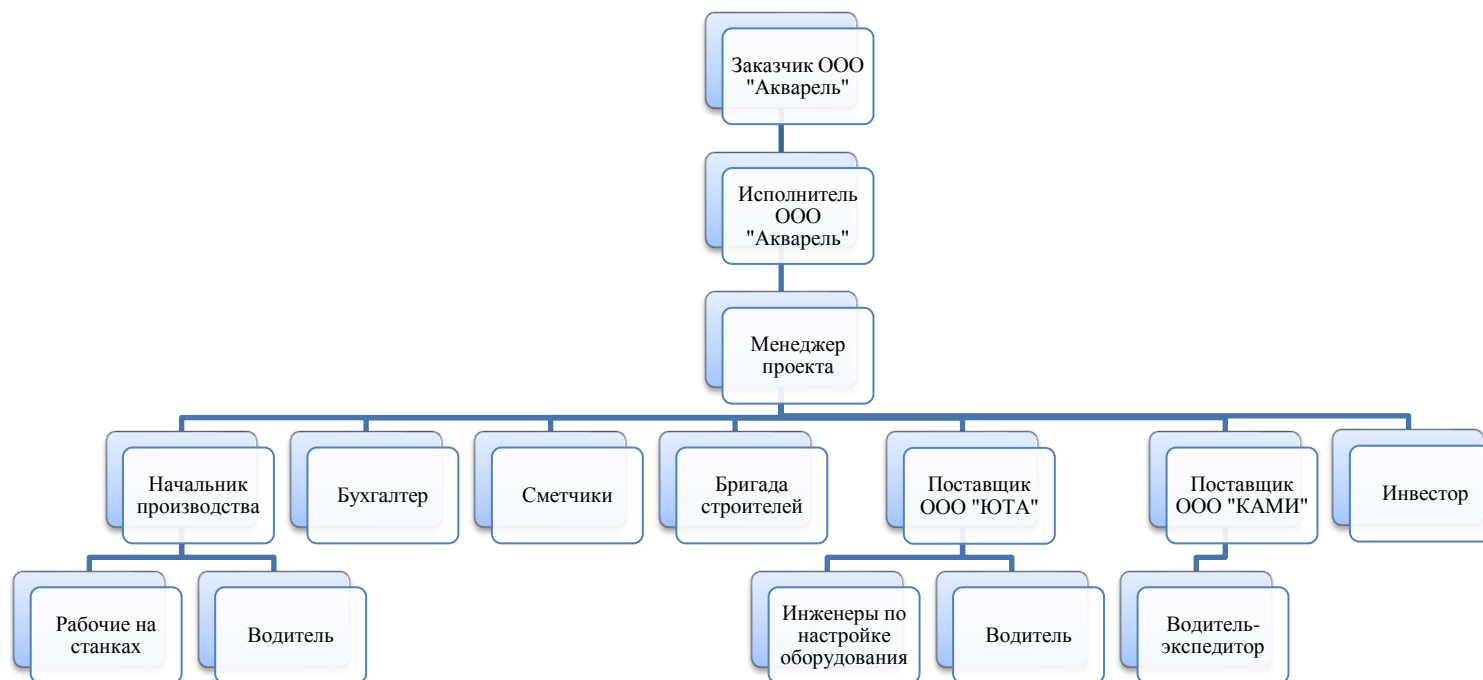 Заказчик ООО
"Акварель"
Исполнитель
ООО
"Акварель"
Менеджер
проекта
Начальник
производства
Бухгалтер
Сметчики
Бригада
строителей
Поставщик
ООО "ЮТА"
Поставщик
ООО "КАМИ"
Инвестор
Рабочие на
станках
Водитель
Инженеры по
настройке
оборудования
Водитель
Водитель-
экспедитор